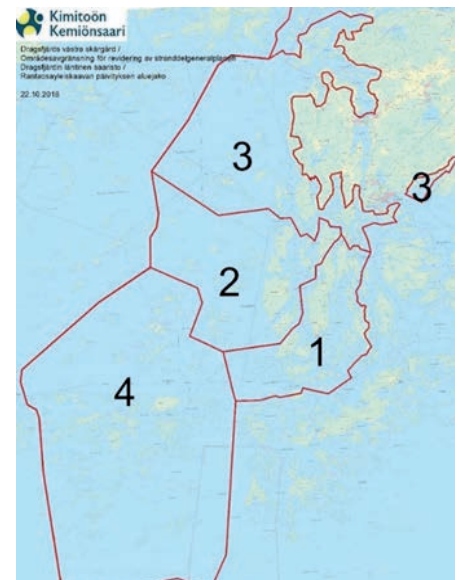 Kimitoön
Kemiönsaari
Dragsfjärds västra skärgård /
Områdesavgränsning för revidering av stranddelgeneralplanen
Dragsfjärdin läntinen saaristo /
Rantaosayleiskaavan päivityksen aluejako
22.10.2018
3
3
2
1
4